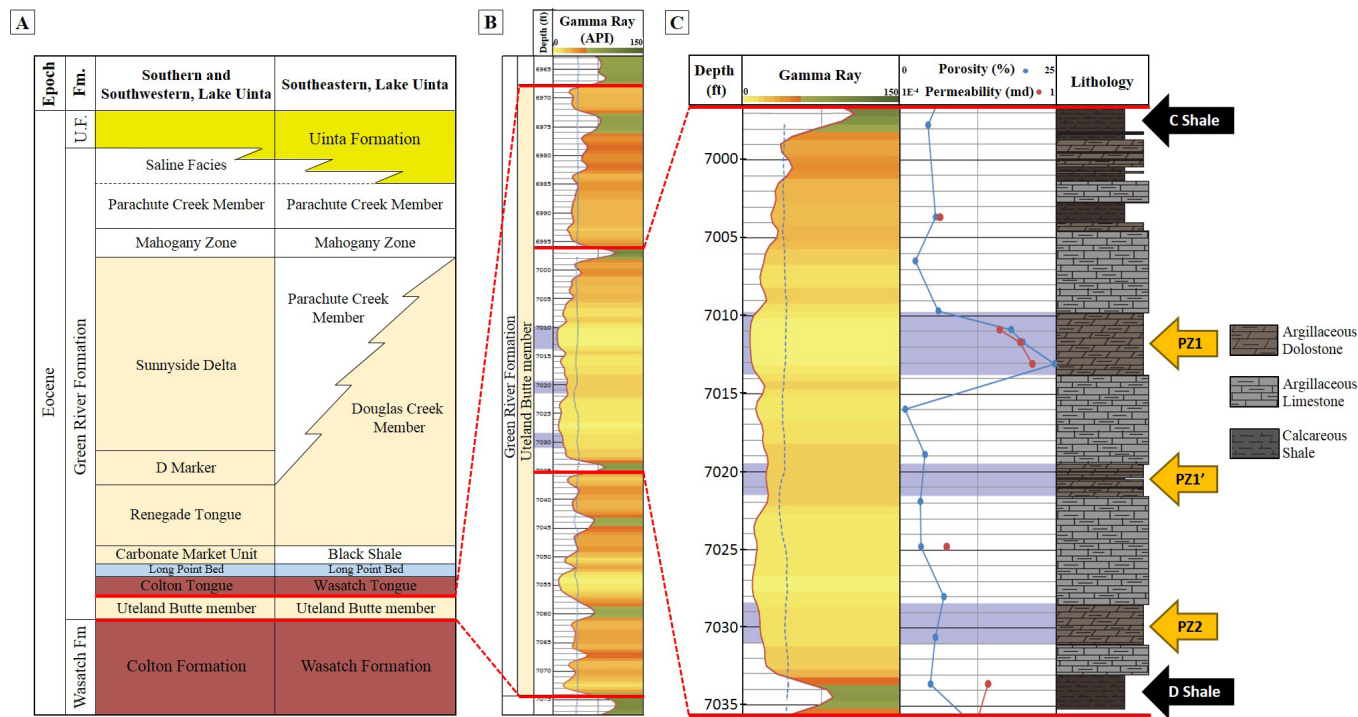 A
Epoch
Fm.
Southern and
Southwestern, Lake Uinta
Southeastern, Lake Uinta
Eocene
U.F.
Green River Formation
Wasatch Fm
Uinta Formation
Saline Facies
Parachute Creek Member
Parachute Creek Member
Mahogany Zone
Mahogany Zone
Parachute Creek
Member
Sunnyside Delta
Douglas Creek
Member
D Marker
Renegade Tongue
Carbonate Market Unit
Black Shale
Long Point Bed
Long Point Bed
Colton Tongue
Wasatch Tongue
Uteland Butte member
Uteland Butte member
Colton Formation
Wasatch Formation
B
Depth (ft)
Gamma Ray
(API)
0
150
Green River Formation
Uteland Butte member
6965
6970
6975
6980
6985
6990
6995
7000
7005
7010
7015
7020
7025
7030
7035
7040
7045
7050
7055
7060
7065
7070
7075
C
Depth
(ft)
Gamma Ray
0
150
0 Porosity (%) 25
1E-4 Permeability (md) 1
Lithology
7000
7005
7010
7015
7020
7025
7030
7035
C Shale
PZ1
PZ1'
PZ2
D Shale
Argillaceous
Dolostone
Argillaceous
Limestone
Calcareous
Shale